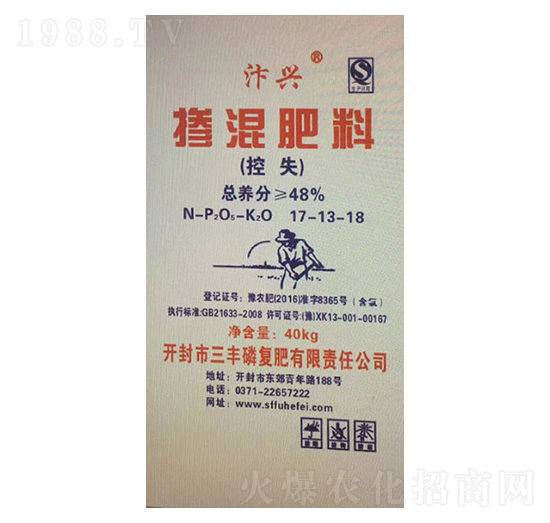 1988.TV
汴兴®
掺混肥料
(控 失)
总养分≥48%
N-P₂O₅-K₂O 17-13-18
登记证号：豫农肥(2016)准字8365号（含氯）
执行标准:GB21633-2008 许可证号:(豫)XK13-001-00167
净含量：40kg
开封市三丰磷复肥有限责任公司
地址：开封市东郊百年路188号
电话：0371-22657222
网址：www.sffuhefei.com
火爆农化招商网